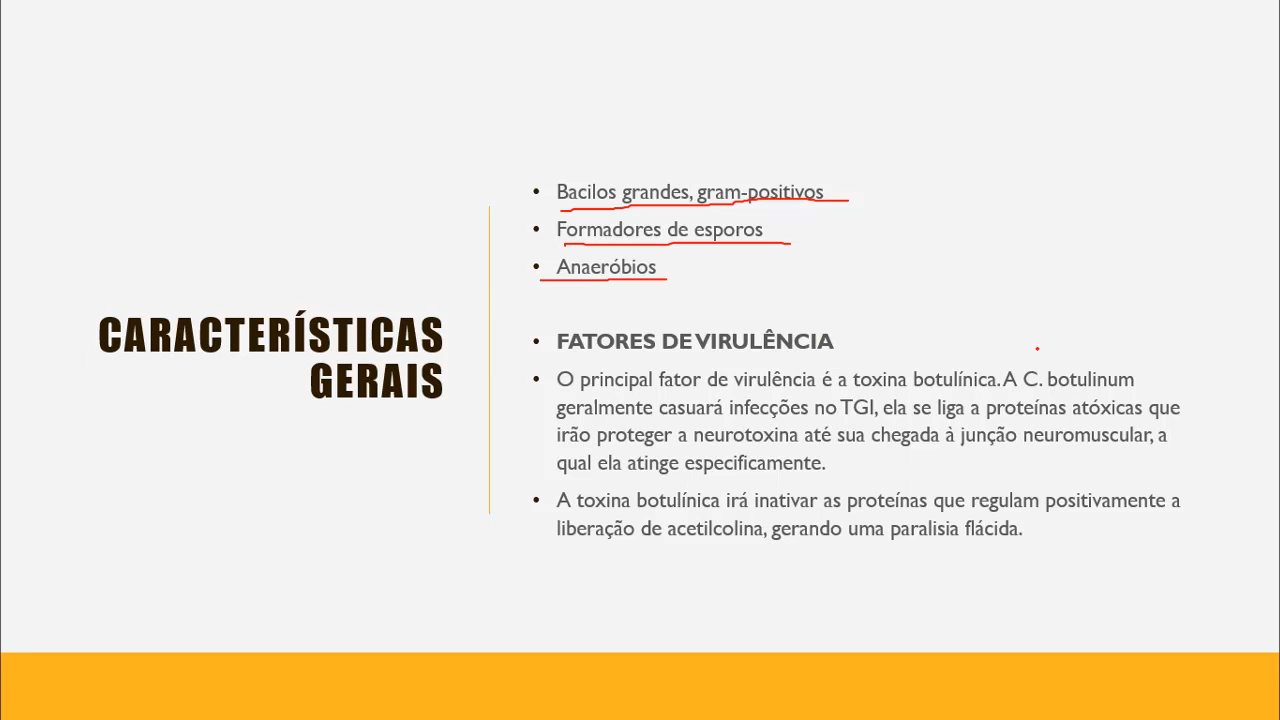 CARACTERÍSTICAS
GERAIS
• Bacilos grandes, gram-positivos
• Formadores de esporos
• Anaeróbios
• FATORES DE VIRULÊNCIA
• O principal fator de virulência é a toxina botulínica. A C. botulinum
geralmente casuará infecções no TGI, ela se liga a proteínas atóxicas que
irão proteger a neurotoxina até sua chegada à junção neuromuscular, a
qual ela atinge especificamente.
• A toxina botulínica irá inativar as proteínas que regulam positivamente a
liberação de acetilcolina, gerando uma paralisia flácida.